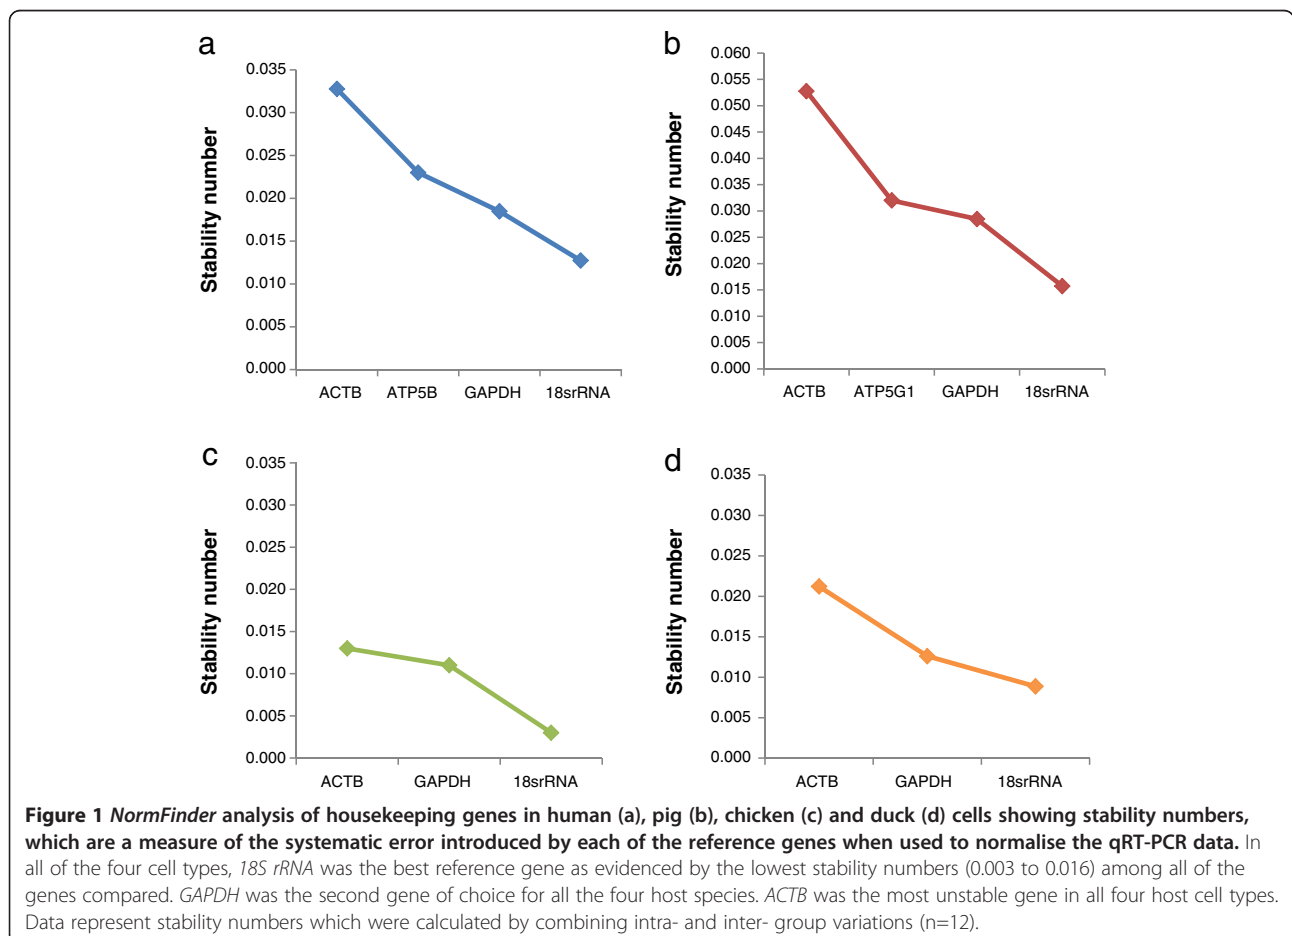 a
0.035
0.030
0.025
0.020
0.015
0.010
0.005
0.000
Stability number
ACTB ATP5B GAPDH 18srRNA
b
0.060
0.055
0.050
0.045
0.040
0.035
0.030
0.025
0.020
0.015
0.010
0.005
0.000
Stability number
ACTB ATP5G1 GAPDH 18srRNA
c
0.035
0.030
0.025
0.020
0.015
0.010
0.005
0.000
Stability number
ACTB GAPDH 18srRNA
d
0.035
0.030
0.025
0.020
0.015
0.010
0.005
0.000
Stability number
ACTB GAPDH 18srRNA
Figure 1 NormFinder analysis of housekeeping genes in human (a), pig (b), chicken (c) and duck (d) cells showing stability numbers,
which are a measure of the systematic error introduced by each of the reference genes when used to normalise the qRT-PCR data. In
all of the four cell types, 18S rRNA was the best reference gene as evidenced by the lowest stability numbers (0.003 to 0.016) among all of the
genes compared. GAPDH was the second gene of choice for all the four host species. ACTB was the most unstable gene in all four host cell types.
Data represent stability numbers which were calculated by combining intra- and inter- group variations (n=12).